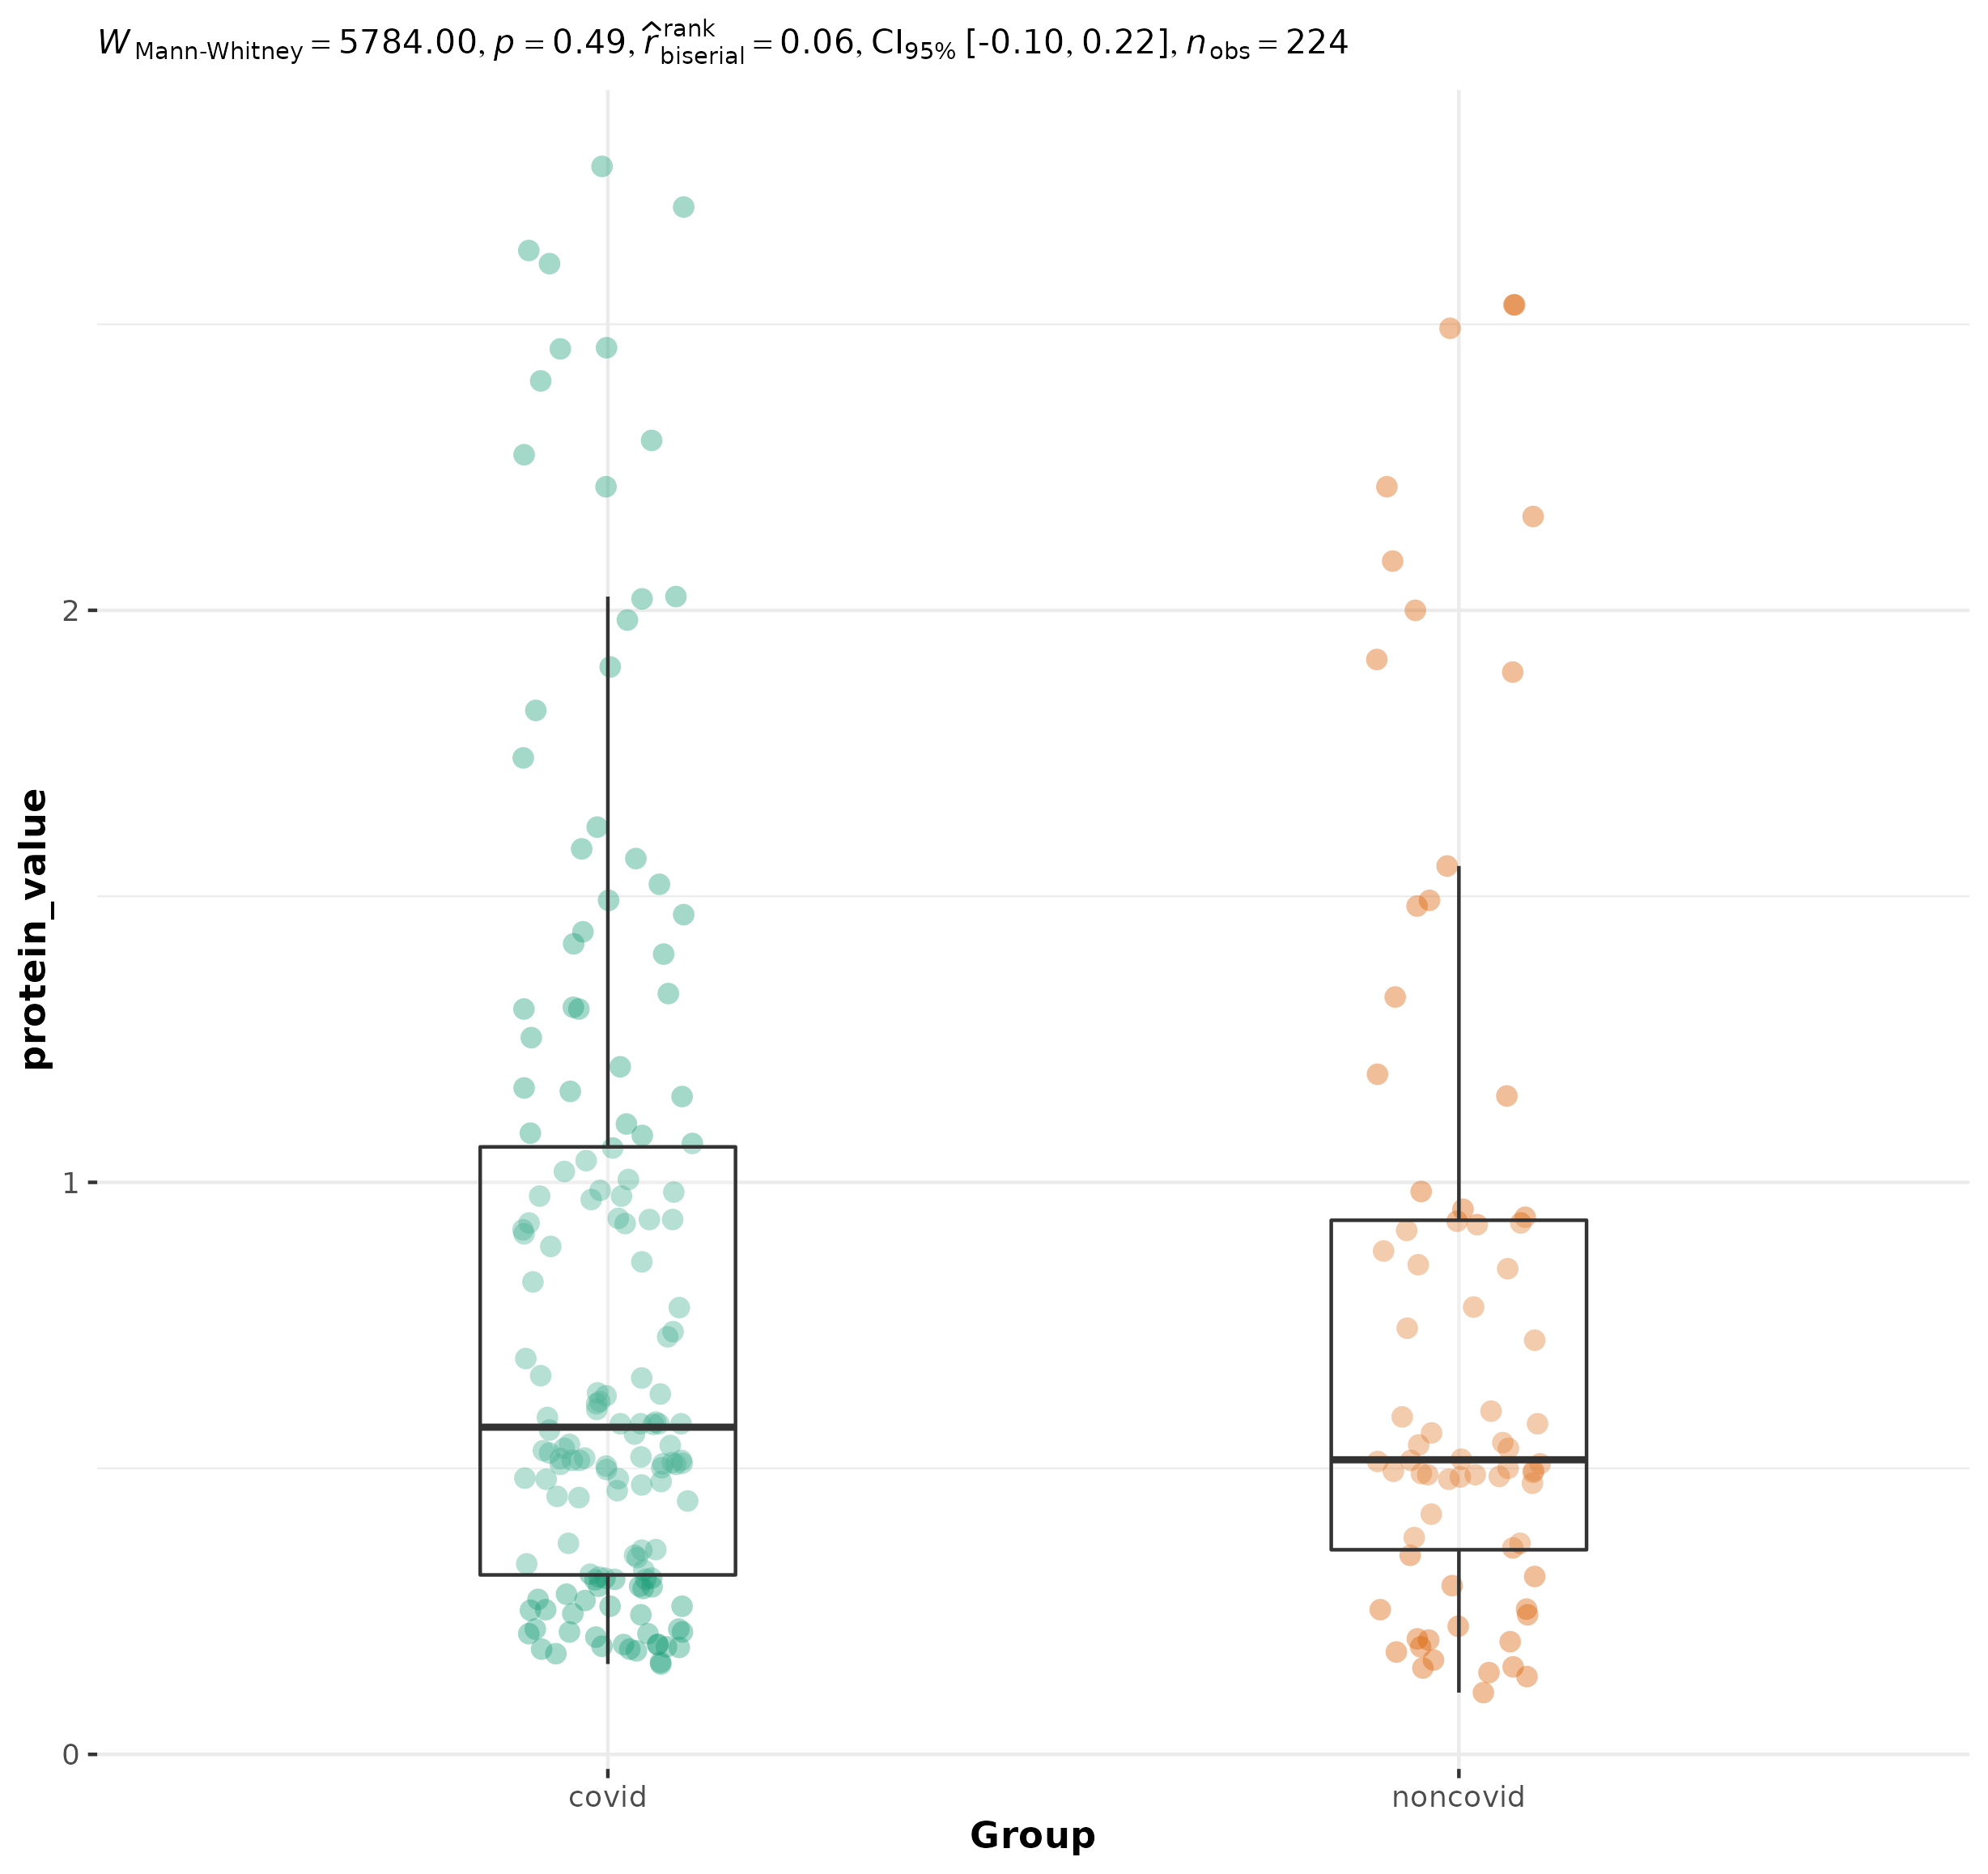 W Mann-Whitney = 5784.00, p = 0.49, r̂ rank biserial = 0.06, CI95% [-0.10, 0.22], nobs = 224
protein_value
2
1
0
covid noncovid
Group